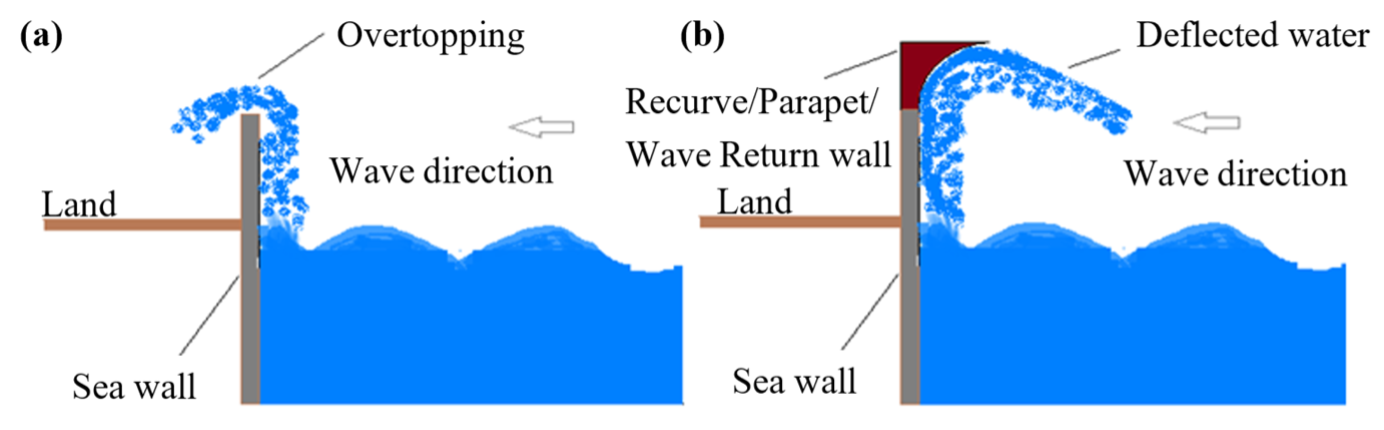 (a)
Overtopping
Wave direction
Land
Sea wall
(b)
Deflected water
Recurve/Parapet/
Wave Return wall
Wave direction
Land
Sea wall